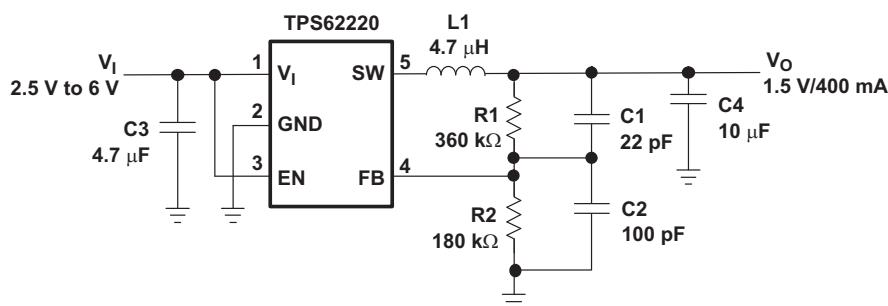 TPS62220
L1
4.7 μH
V_I
2.5 V to 6 V
1
V_I
SW
5
V_O
1.5 V/400 mA
C3
4.7 μF
2
GND
R1
360 kΩ
C1
22 pF
C4
10 μF
3
EN
FB
4
R2
180 kΩ
C2
100 pF